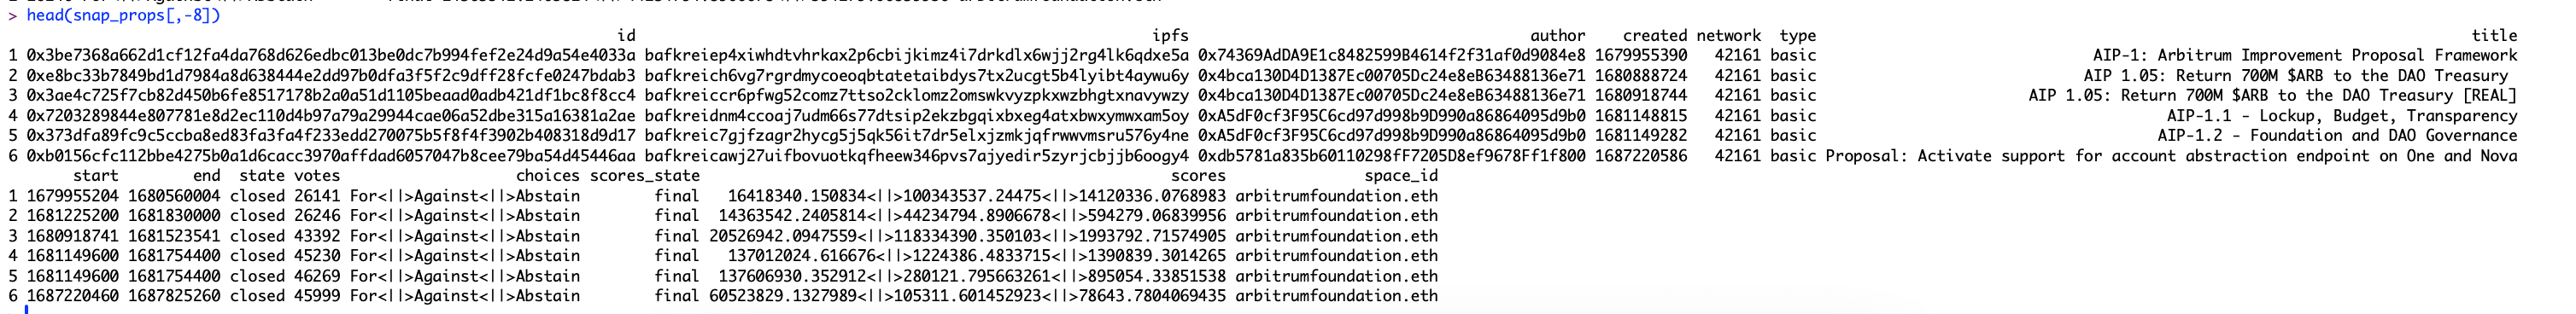 > head(snap_props[,-8])
id ipfs author created network type title
1 0x3be7368a662d1cf12fa4da768d626edbc013be0dc7b994fef2e24d9a54e4033a bafkreiep4xiwhdtvhrkax2p6cbijkimz4i7drkdlx6wjj2rg4lk6qdxe5a 0x74369AdDA9E1c8482599B4614f2f31af0d9084e8 1679955390 42161 basic AIP-1: Arbitrum Improvement Proposal Framework
2 0xe8bc33b7849bd1d7984a8d638444e2dd97b0dfa3f5f2c9dff28fcfe0247bdab3 bafkreich6vg7rgrdmycoeoqbtatetaibdys7tx2ucgt5b4lyibt4aywu6y 0x4bca130D4D1387Ec00705Dc24e8eB63488136e71 1680888724 42161 basic AIP 1.05: Return 700M $ARB to the DAO Treasury
3 0x3ae4c725f7cb82d450b6fe8517178b2a0a51d1105beaad0adb421df1bc8f8cc4 bafkreiccr6pfwg52comz7ttso2cklomz2omswkvyzpkxwzbhgtxnavywzy 0x4bca130D4D1387Ec00705Dc24e8eB63488136e71 1680918744 42161 basic AIP 1.05: Return 700M $ARB to the DAO Treasury [REAL]
4 0x7203289844e807781e8d2ec110d4b97a79a29944cae06a52dbe315a16381a2ae bafkreidnm4ccoaj7udm66s77dtsip2ekzbgqixbxeg4atxbwxymwxam5oy 0xA5dF0cf3F95C6cd97d998b9D990a86864095d9b0 1681148815 42161 basic AIP-1.1 - Lockup, Budget, Transparency
5 0x373dfa89fc9c5ccba8ed83fa3fa4f233edd270075b5f8f4f3902b408318d9d17 bafkreic7gjfzagr2hycg5j5qk56it7dr5elxjzmkjqfrwwvmsru576y4ne 0xA5dF0cf3F95C6cd97d998b9D990a86864095d9b0 1681149282 42161 basic AIP-1.2 - Foundation and DAO Governance
6 0xb0156cfc112bbe4275b0a1d6cacc3970affdad6057047b8cee79ba54d45446aa bafkreicawj27uifbovuotkqfheew346pvs7ajyedir5zyrjcbjjb6oogy4 0xdb5781a835b60110298fF7205D8ef9678Ff1f800 1687220586 42161 basic Proposal: Activate support for account abstraction endpoint on One and Nova
start end state votes choices scores_state scores space_id
1 1679955204 1680560004 closed 26141 For<||>Against<||>Abstain final 16418340.150834<||>100343537.24475<||>14120336.0768983 arbitrumfoundation.eth
2 1681225200 1681830000 closed 26246 For<||>Against<||>Abstain final 14363542.2405814<||>44234794.8906678<||>594279.06839956 arbitrumfoundation.eth
3 1680918741 1681523541 closed 43392 For<||>Against<||>Abstain final 20526942.0947559<||>118334390.350103<||>1993792.71574905 arbitrumfoundation.eth
4 1681149600 1681754400 closed 45230 For<||>Against<||>Abstain final 137012024.616676<||>1224386.4833715<||>1390839.3014265 arbitrumfoundation.eth
5 1681149600 1681754400 closed 46269 For<||>Against<||>Abstain final 137606930.352912<||>280121.795663261<||>895054.33851538 arbitrumfoundation.eth
6 1687220460 1687825260 closed 45999 For<||>Against<||>Abstain final 60523829.1327989<||>105311.601452923<||>78643.7804069435 arbitrumfoundation.eth